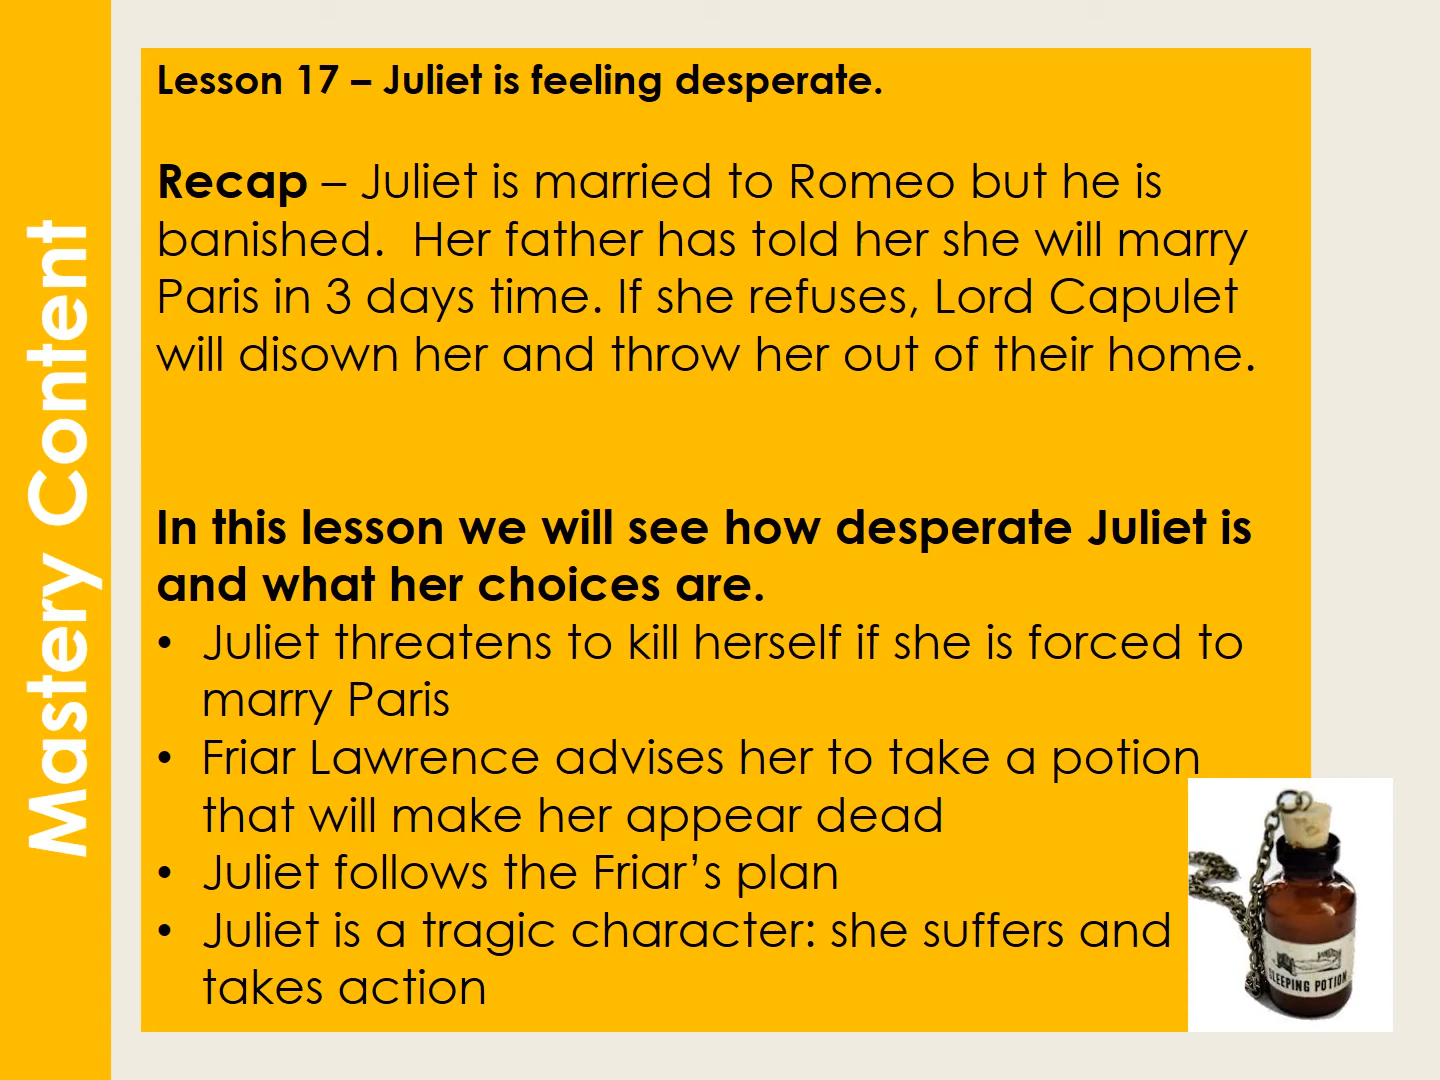 Mastery Content
Lesson 17 – Juliet is feeling desperate.
Recap – Juliet is married to Romeo but he is
banished.  Her father has told her she will marry
Paris in 3 days time. If she refuses, Lord Capulet
will disown her and throw her out of their home.
In this lesson we will see how desperate Juliet is
and what her choices are.
• Juliet threatens to kill herself if she is forced to
marry Paris
• Friar Lawrence advises her to take a potion
that will make her appear dead
• Juliet follows the Friar’s plan
• Juliet is a tragic character: she suffers and
takes action
SLEEPING POTION